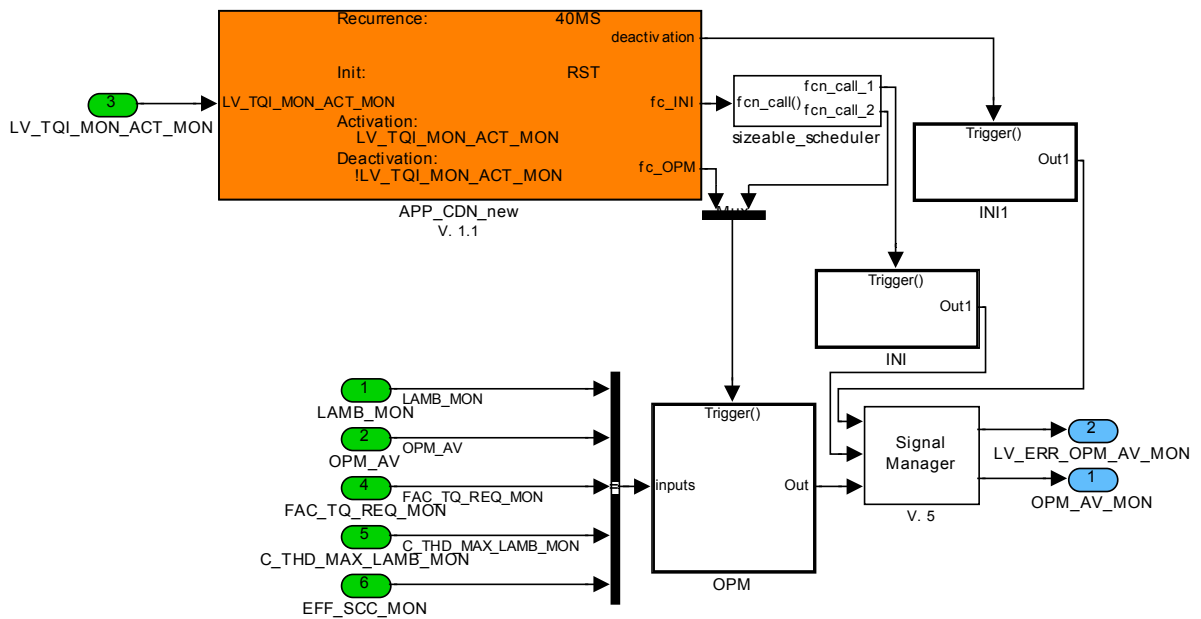 Recurrence: 40MS
deactivation
Init: RST
fcn_call_1
3
LV_TQI_MON_ACT_MON
fc_INI
fcn_call()
fcn_call_2
LV_TQI_MON_ACT_MON
Activation:
sizeable_scheduler
Trigger()
LV_TQI_MON_ACT_MON
Deactivation:
fc_OPM
Out1
!LV_TQI_MON_ACT_MON
APP_CDN_new
Mux
INI1
V. 1.1
Trigger()
Out1
INI
1
LAMB_MON
LAMB_MON
Trigger()
2
OPM_AV
OPM_AV
Signal
Manager
2
LV_ERR_OPM_AV_MON
4
FAC_TQ_REQ_MON
FAC_TQ_REQ_MON
inputs
Out
1
OPM_AV_MON
V. 5
5
C_THD_MAX_LAMB_MON
C_THD_MAX_LAMB_MON
6
EFF_SCC_MON
OPM